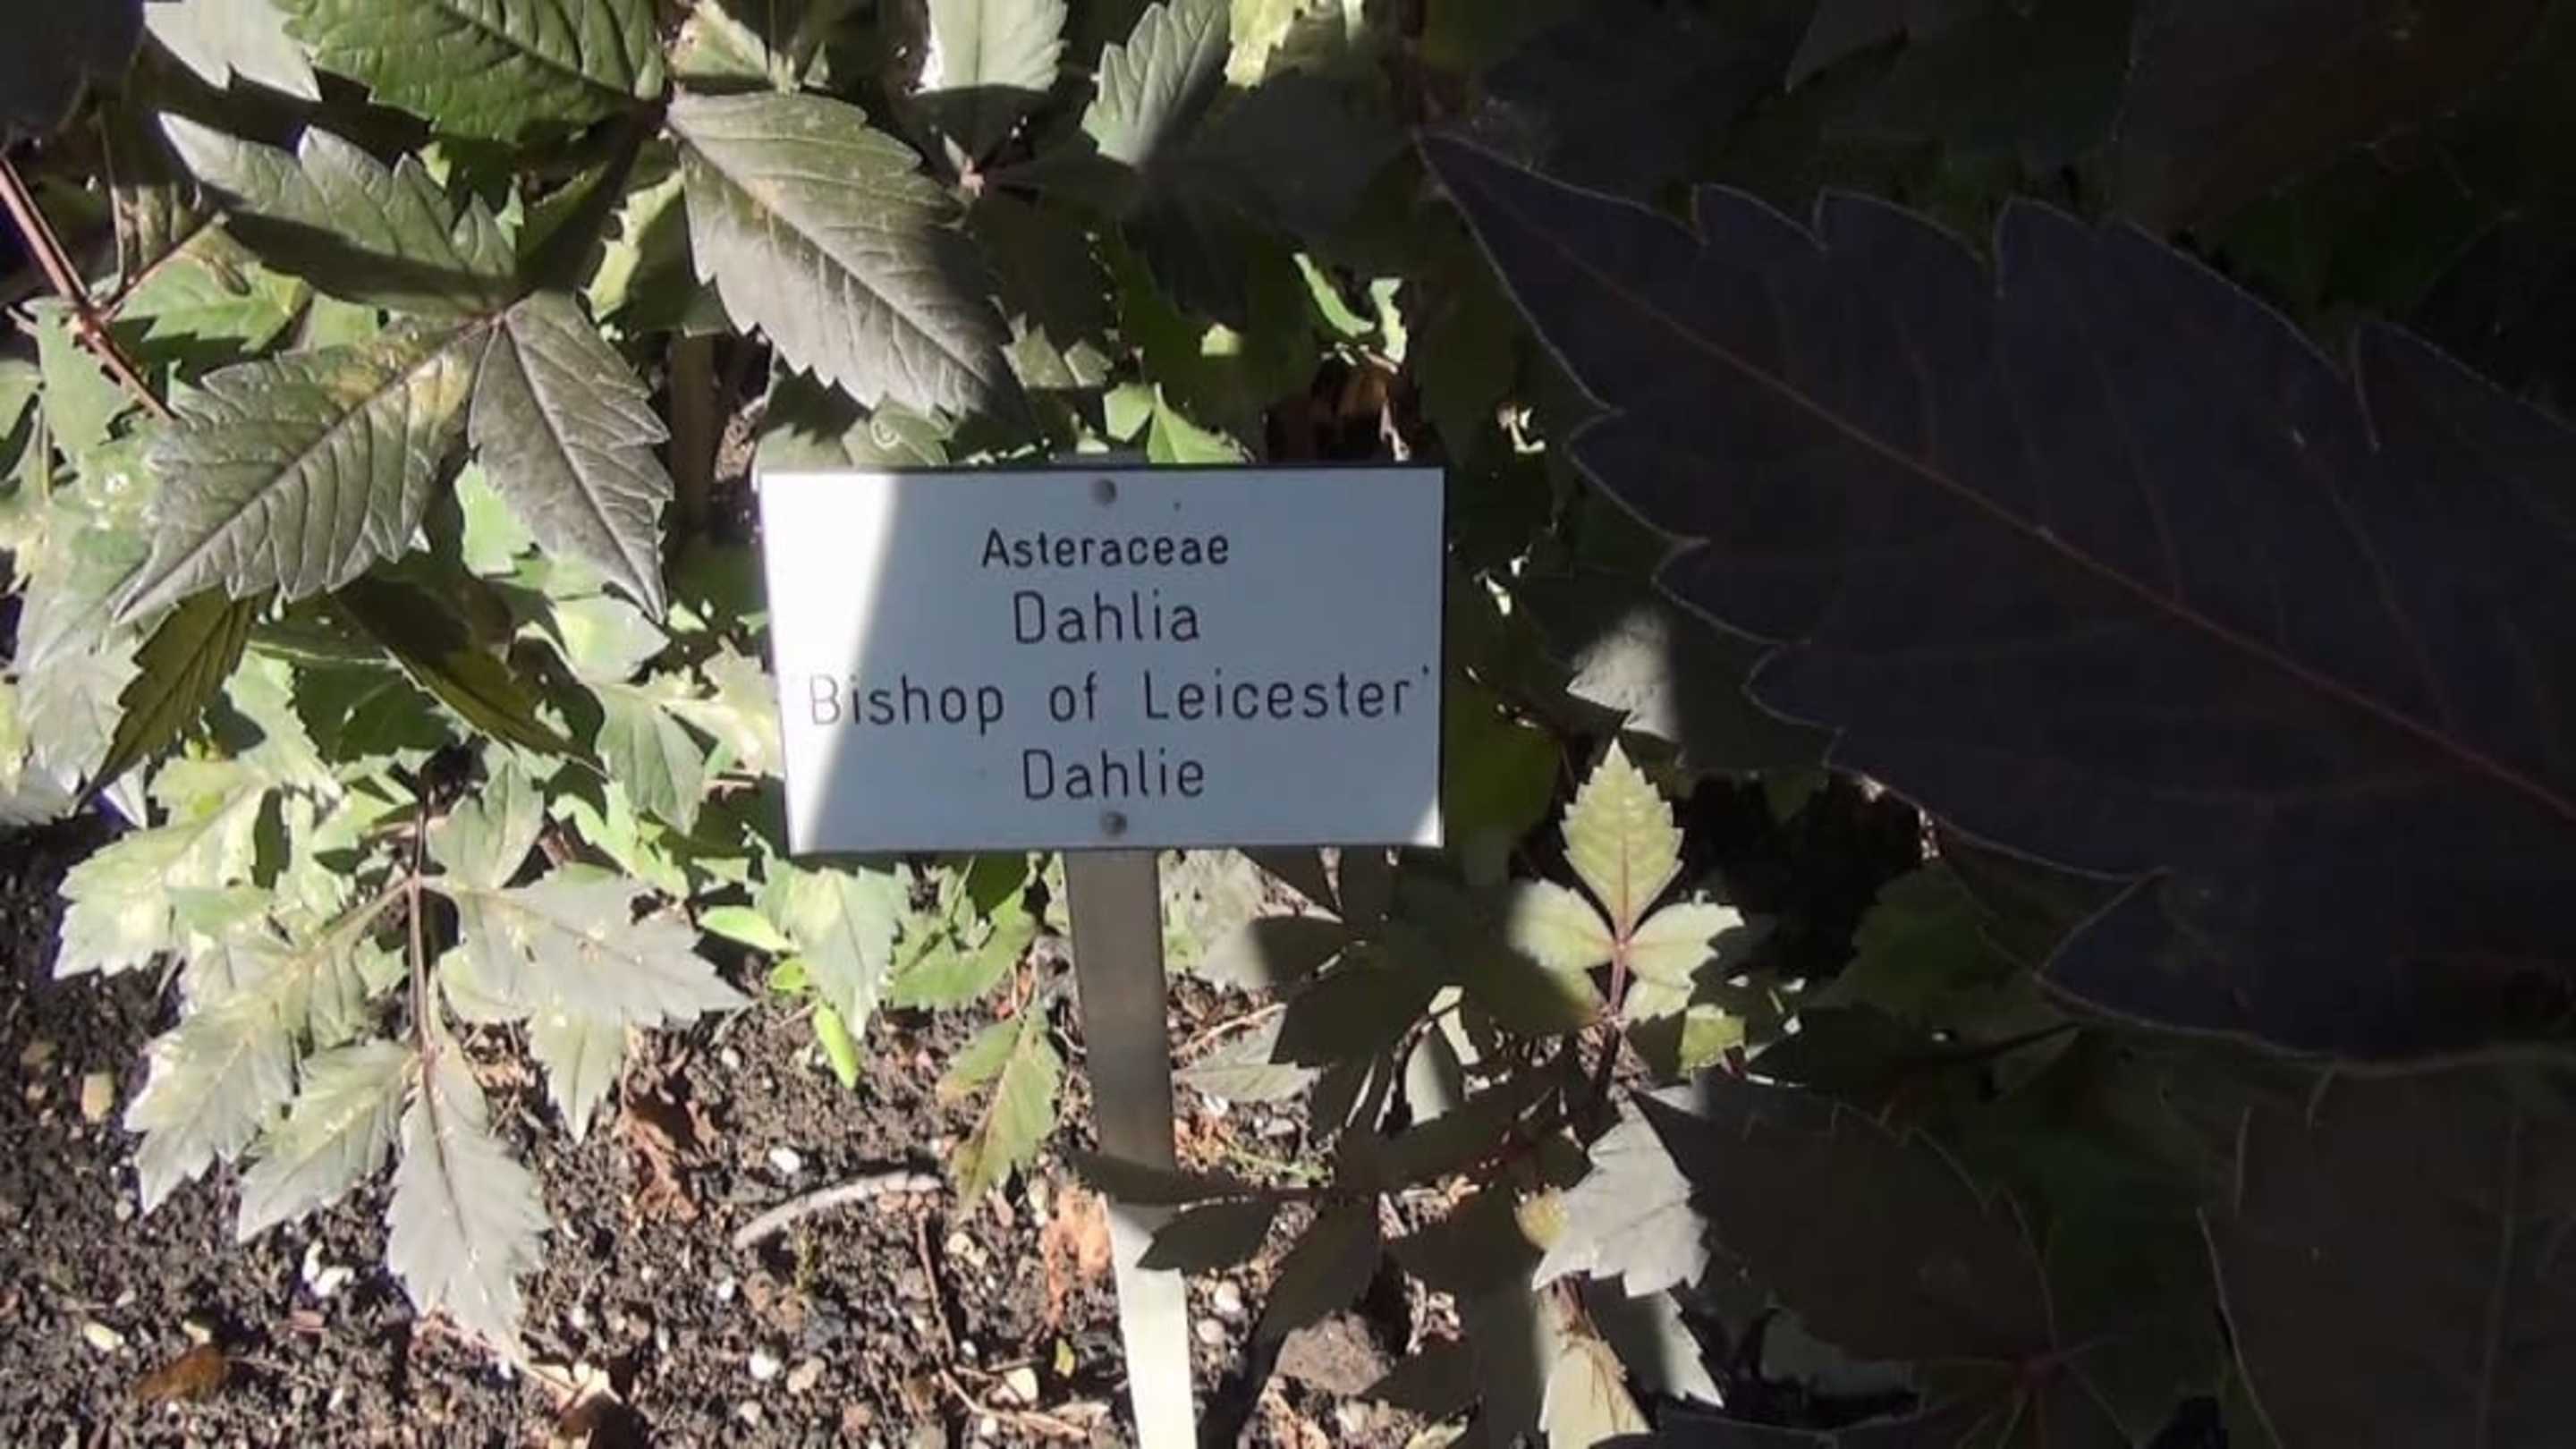 Asteraceae
Dahlia
'Bishop of Leicester'
Dahlie